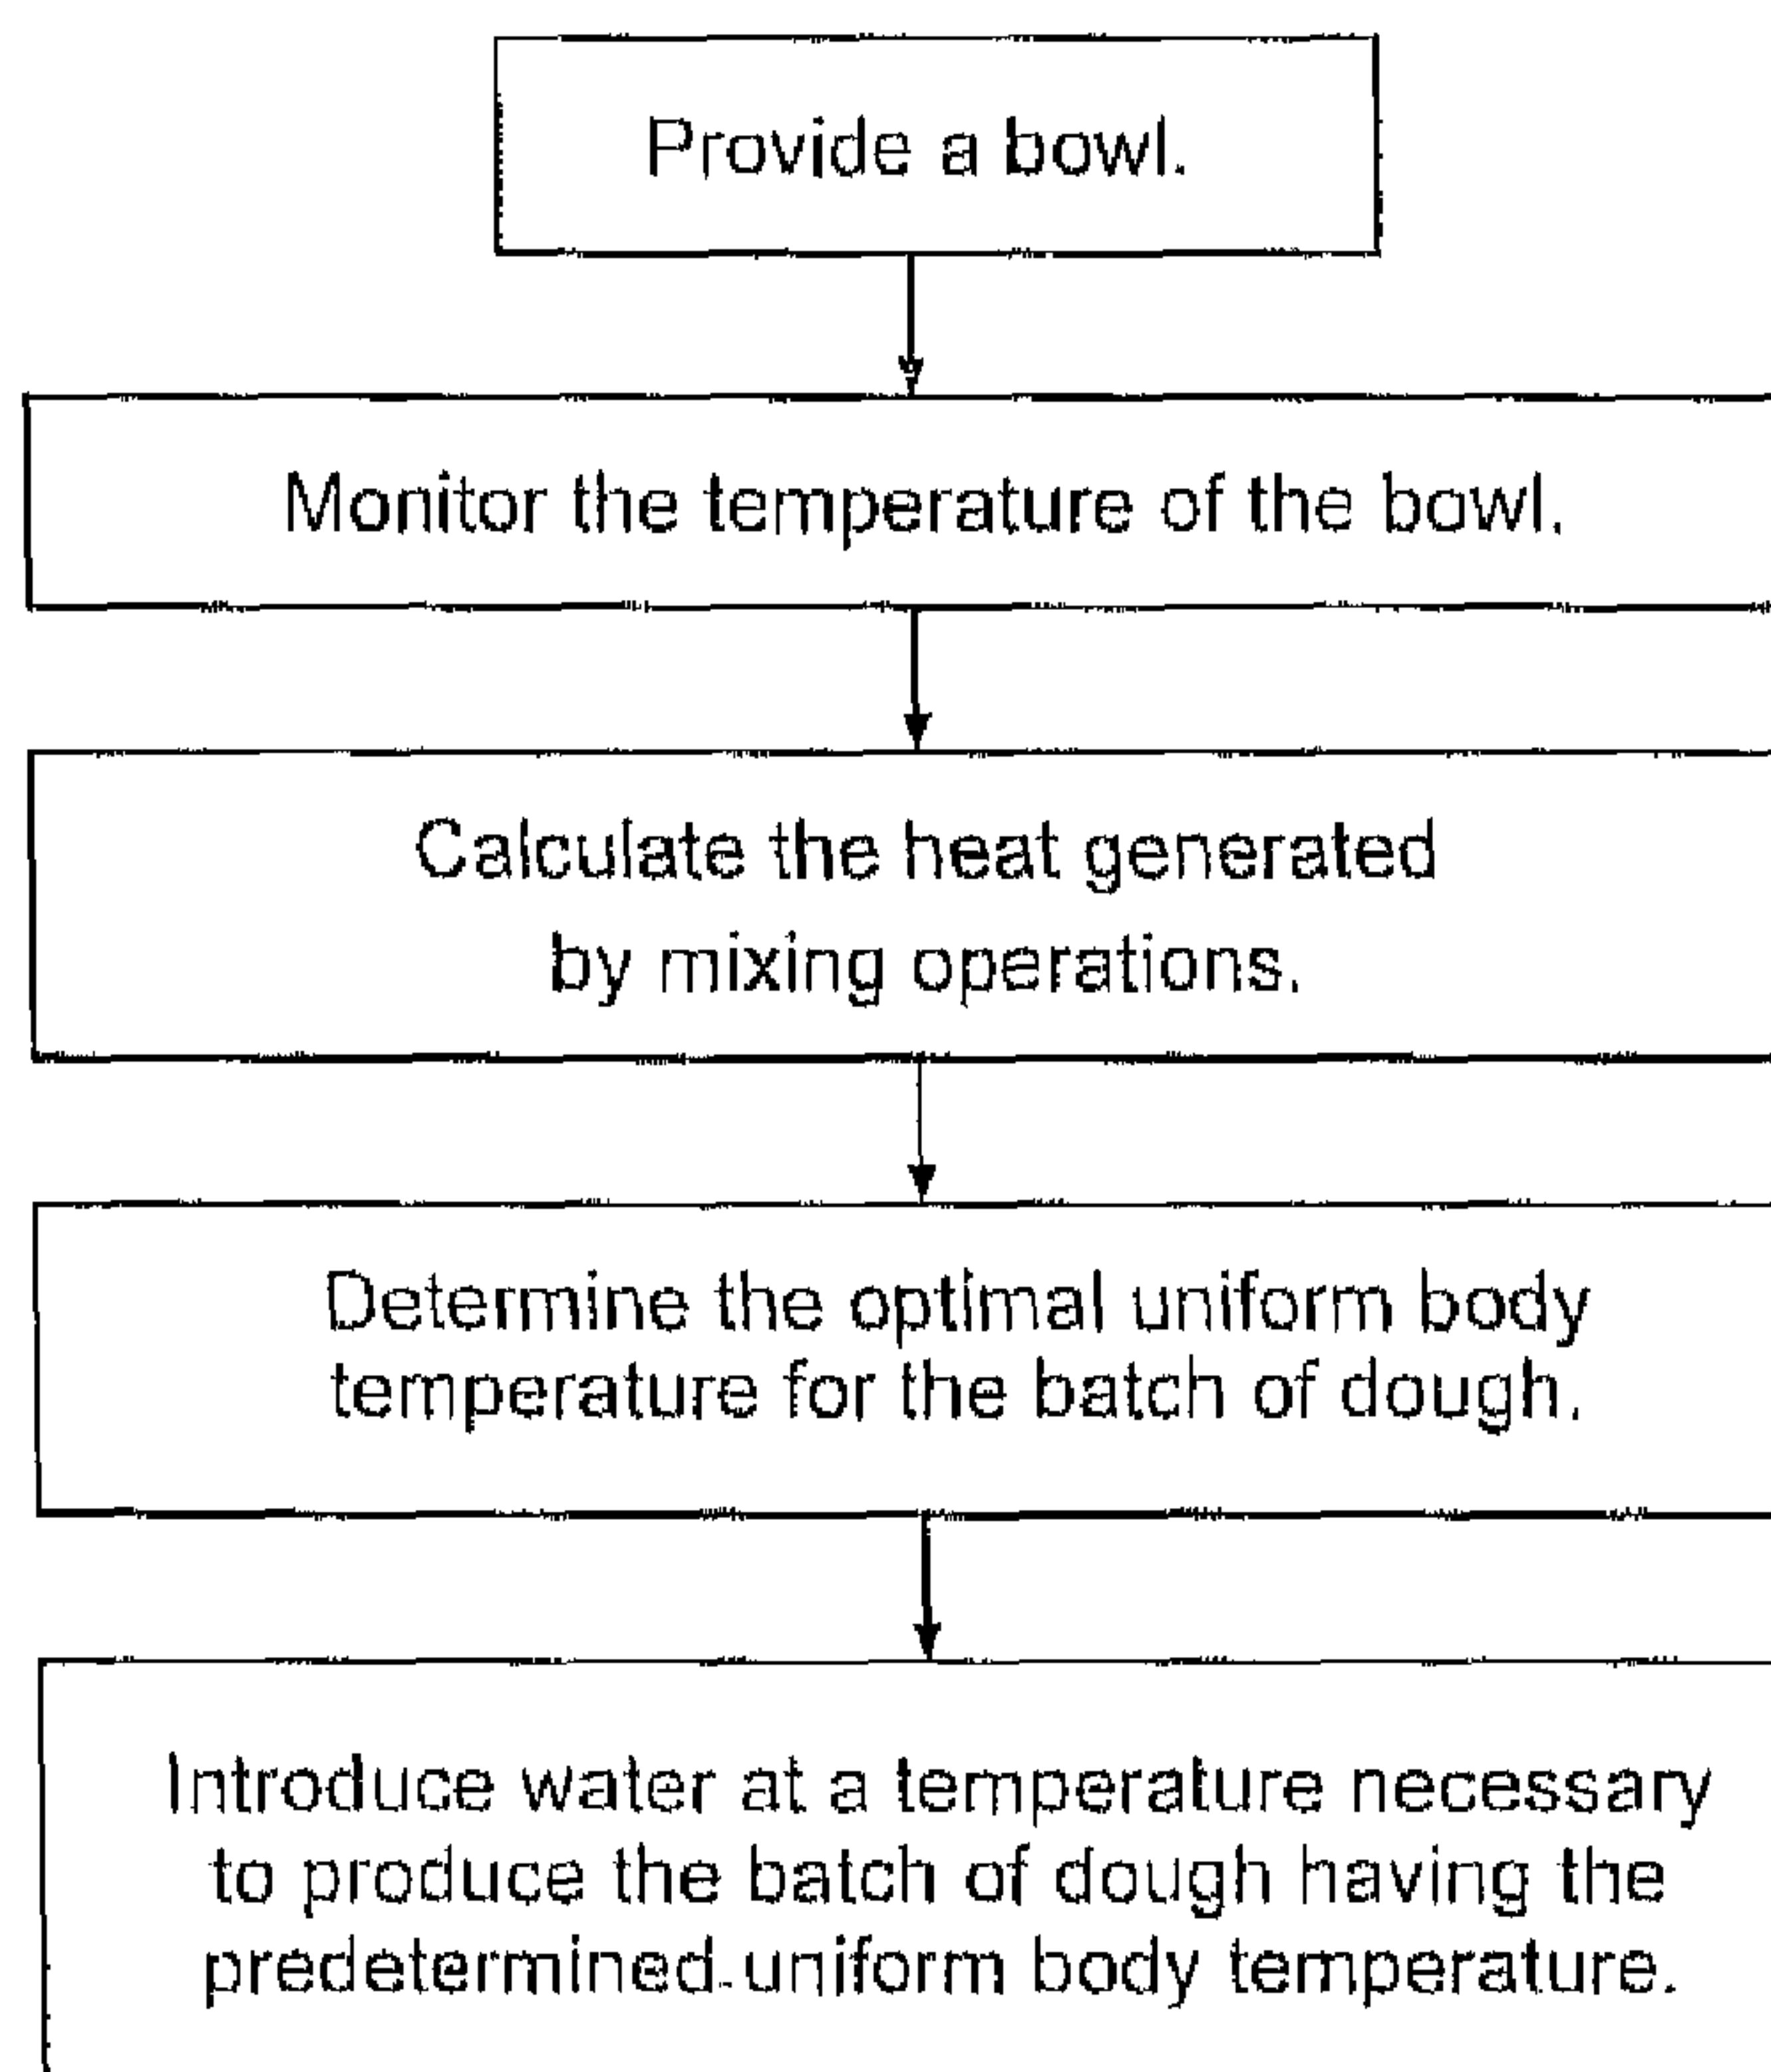 Provide a bowl.
Monitor the temperature of the bowl.
Calculate the heat generated
by mixing operations.
Determine the optimal uniform body
temperature for the batch of dough.
Introduce water at a temperature necessary
to produce the batch of dough having the
predetermined uniform body temperature.